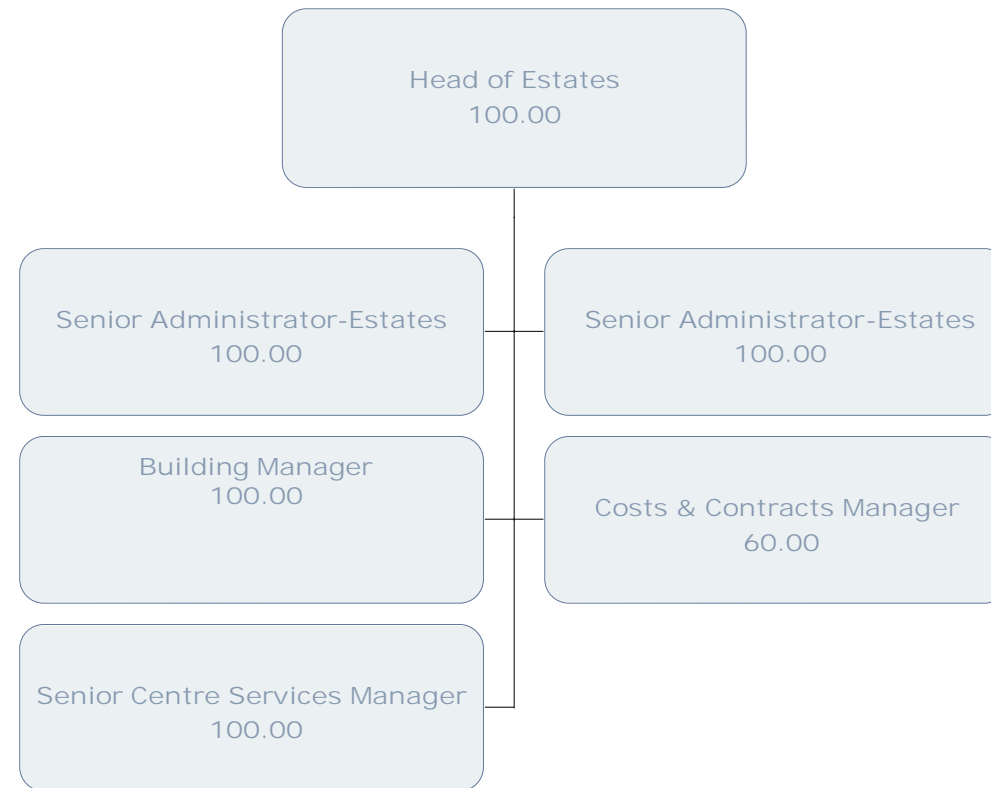 Head of Estates
100.00
Senior Administrator-Estates
100.00
Senior Administrator-Estates
100.00
Building Manager
100.00
Costs & Contracts Manager
60.00
Senior Centre Services Manager
100.00